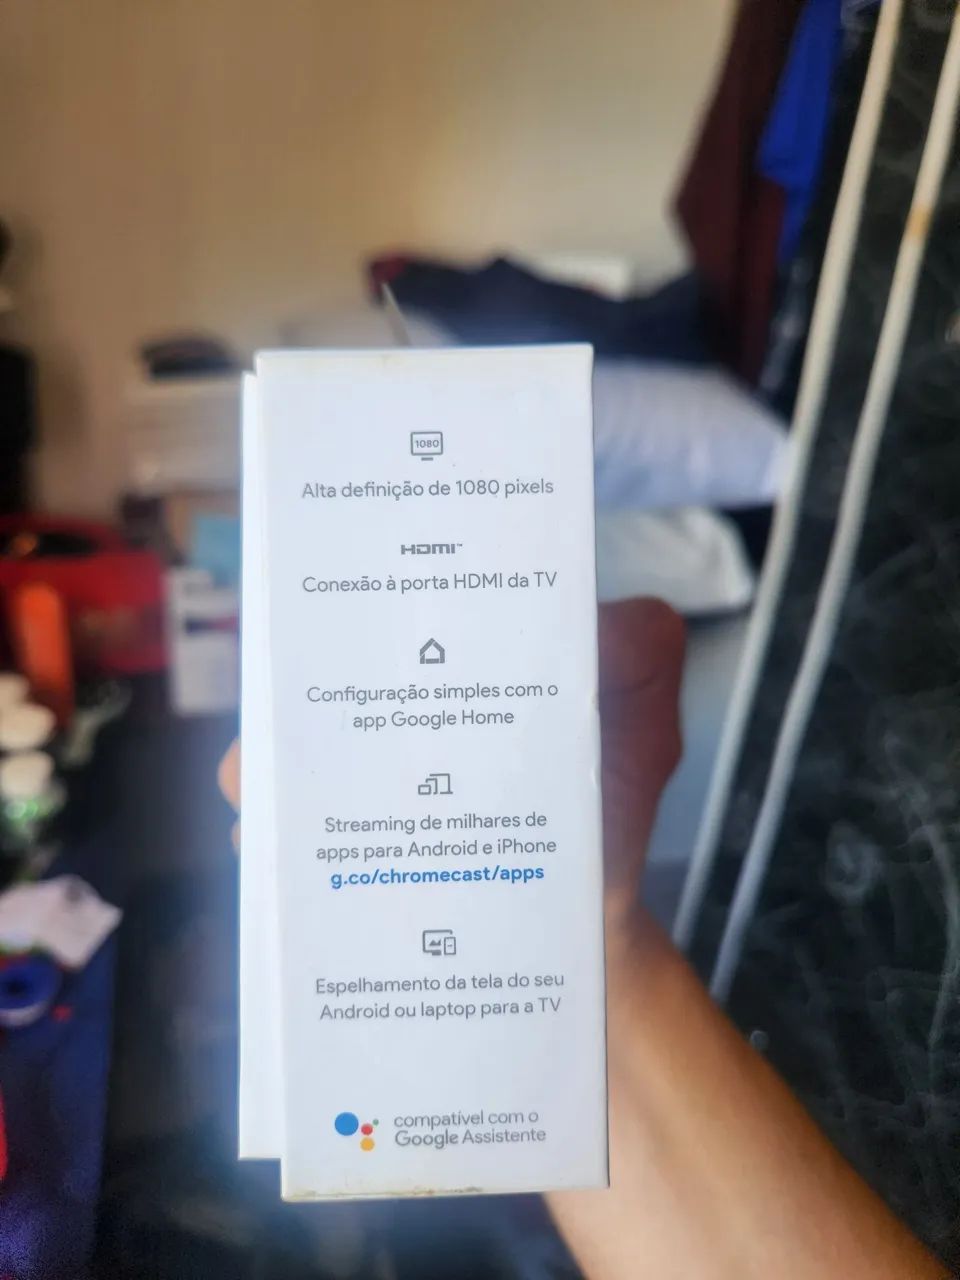 1080
Alta definição de 1080 pixels
HDMI™
Conexão à porta HDMI da TV
Configuração simples com o
app Google Home
Streaming de milhares de
apps para Android e iPhone
g.co/chromecast/apps
Espelhamento da tela do seu
Android ou laptop para a TV
compatível com o
Google Assistente